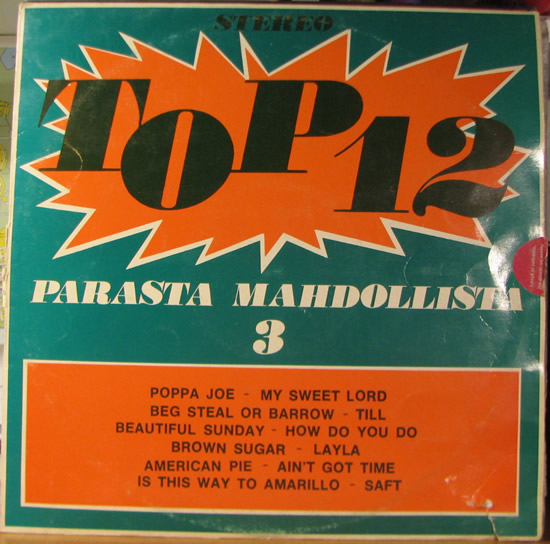 STEREO
TOP 12
PARASTA MAHDOLLISTA
3
POPPA JOE - MY SWEET LORD
BEG STEAL OR BARROW - TILL
BEAUTIFUL SUNDAY - HOW DO YOU DO
BROWN SUGAR - LAYLA
AMERICAN PIE - AIN'T GOT TIME
IS THIS WAY TO AMARILLO - SAFT